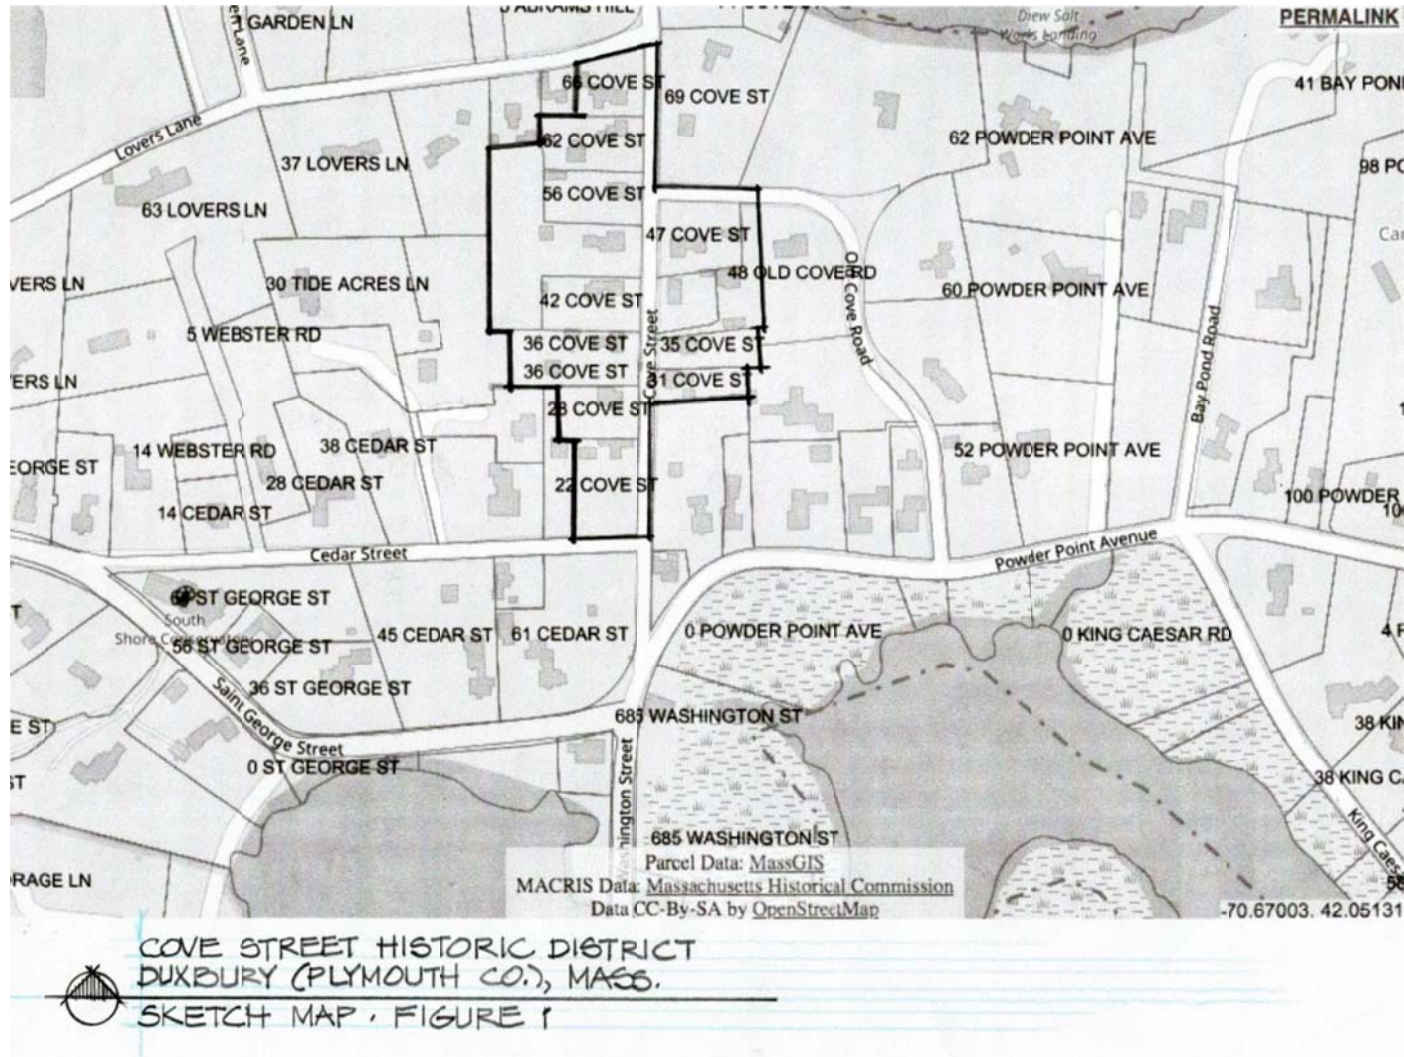 1 GARDEN LN
PERMALINK
66 COVE ST
69 COVE ST
41 BAY PON
Lovers Lane
62 COVE ST
62 POWDER POINT AVE
37 LOVERS LN
56 COVE ST
63 LOVERS LN
47 COVE ST
48 OLD COVE RD
VERS LN
30 TIDE ACRES LN
42 COVE ST
60 POWDER POINT AVE
5 WEBSTER RD
36 COVE ST
35 COVE ST
Cove Street
Old Cove Road
Bay Pond Road
ERS LN
36 COVE ST
31 COVE ST
28 COVE ST
14 WEBSTER RD
38 CEDAR ST
52 POWDER POINT AVE
EORGE ST
28 CEDAR ST
22 COVE ST
100 POWDER
14 CEDAR ST
Cedar Street
Powder Point Avenue
ST GEORGE ST
South
Shore Conservatory
56 ST GEORGE ST
45 CEDAR ST
61 CEDAR ST
0 POWDER POINT AVE
0 KING CAESAR RD
36 ST GEORGE ST
Saint George Street
683 WASHINGTON ST
E ST
38 KIN
0 ST GEORGE ST
38 KING C
Washington Street
685 WASHINGTON ST
King Caes
RAGE LN
Parcel Data: MassGIS
MACRIS Data: Massachusetts Historical Commission
Data CC-By-SA by OpenStreetMap
-70.67003. 42.05131
COVE STREET HISTORIC DISTRICT
DUXBURY (PLYMOUTH CO.), MASS.
SKETCH MAP . FIGURE 1